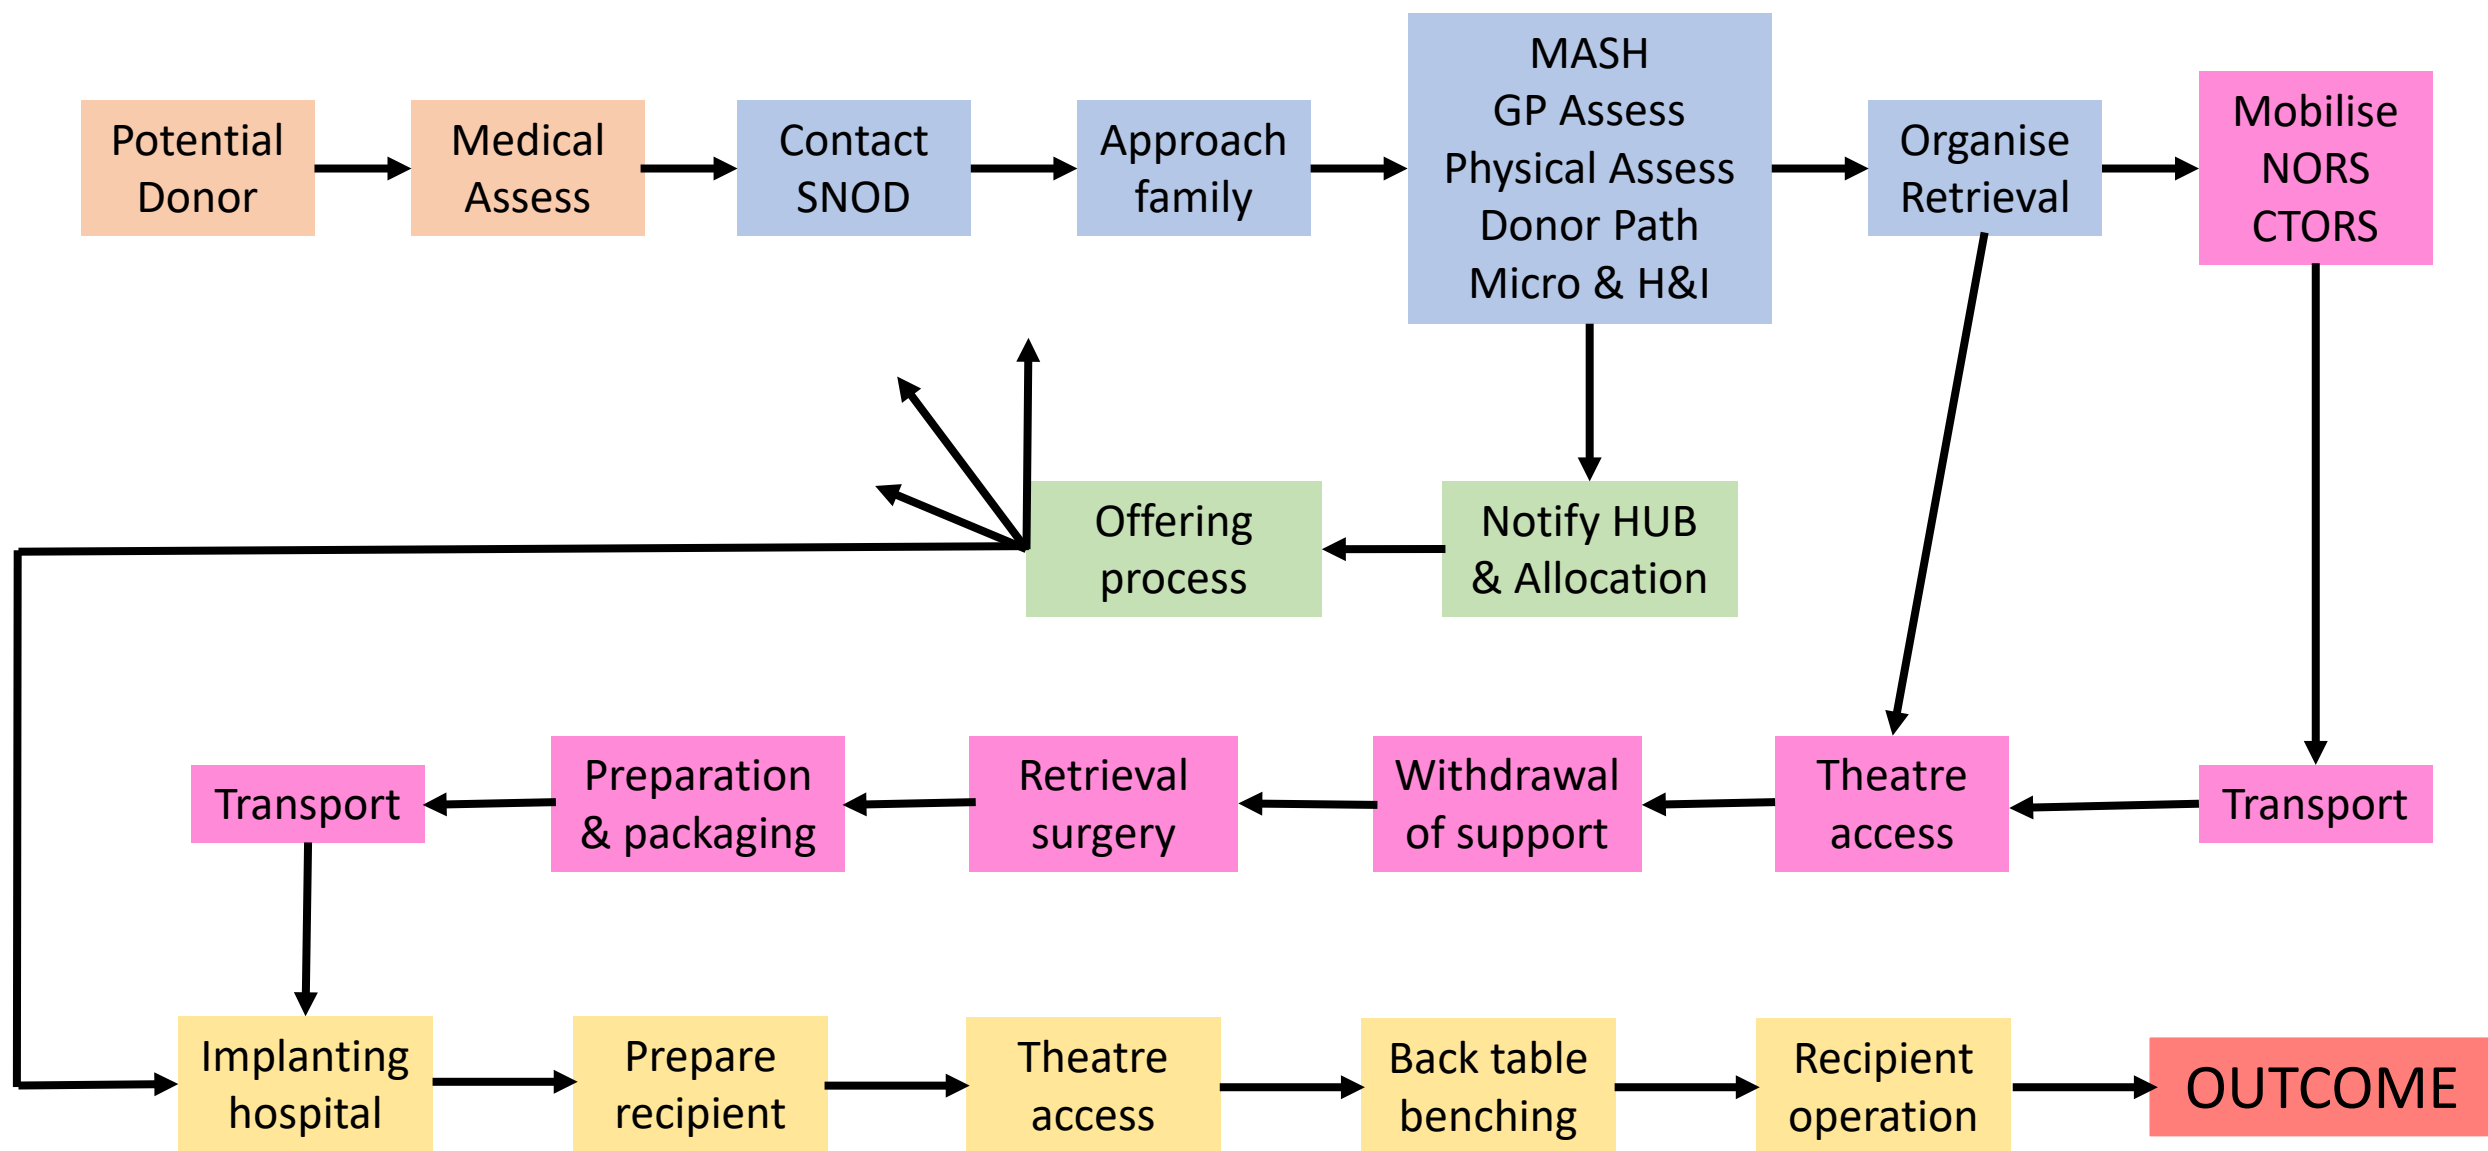 Potential
Donor
Medical
Assess
Contact
SNOD
Approach
family
MASH
GP Assess
Physical Assess
Donor Path
Micro & H&I
Organise
Retrieval
Mobilise
NORS
CTORS
Offering
process
Notify HUB
& Allocation
Transport
Preparation
& packaging
Retrieval
surgery
Withdrawal
of support
Theatre
access
Transport
Implanting
hospital
Prepare
recipient
Theatre
access
Back table
benching
Recipient
operation
OUTCOME